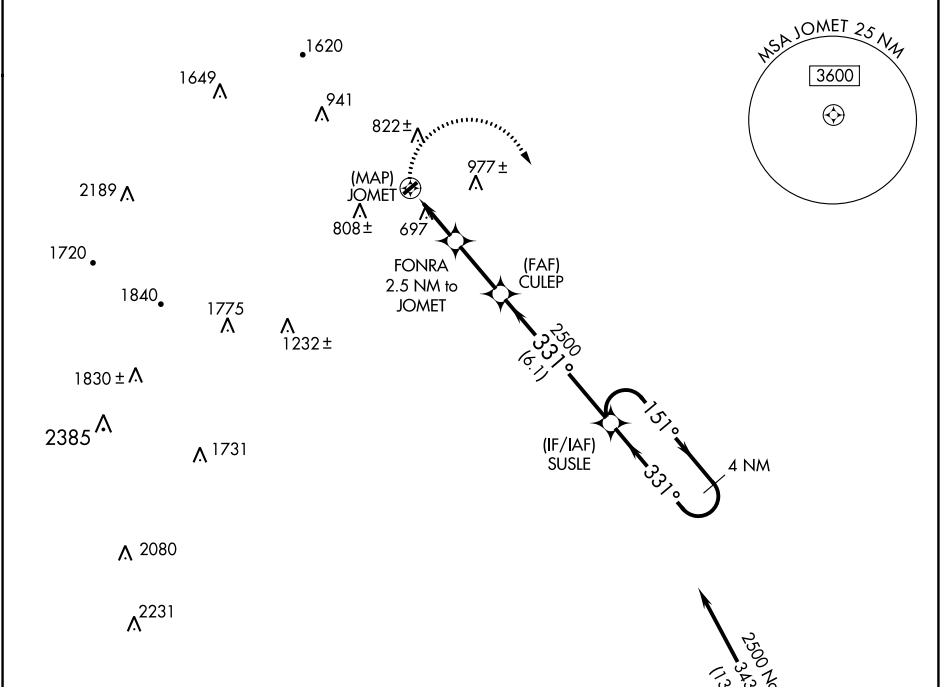 MSA JOMET 25 NM
3600
1620
1649
941
822±
977±
(MAP)
JOMET
2189
808±
697
1720
FONRA
2.5 NM to
JOMET
(FAF)
CULEP
1840
1775
1232±
2500
331°
(6.1)
1830±
2385
1731
151°
(IF/IAF)
SUSLE
331°
4 NM
2080
2231
2500